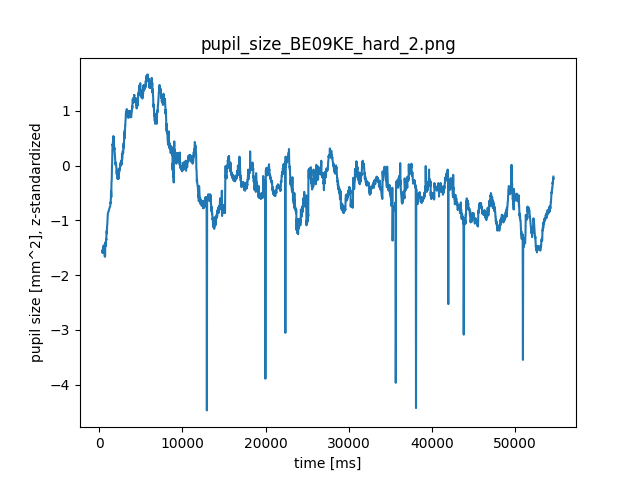 pupil_size_BE09KE_hard_2.png
pupil size [mm^2], z-standardized
1
0
−1
−2
−3
−4
0 10000 20000 30000 40000 50000
time [ms]